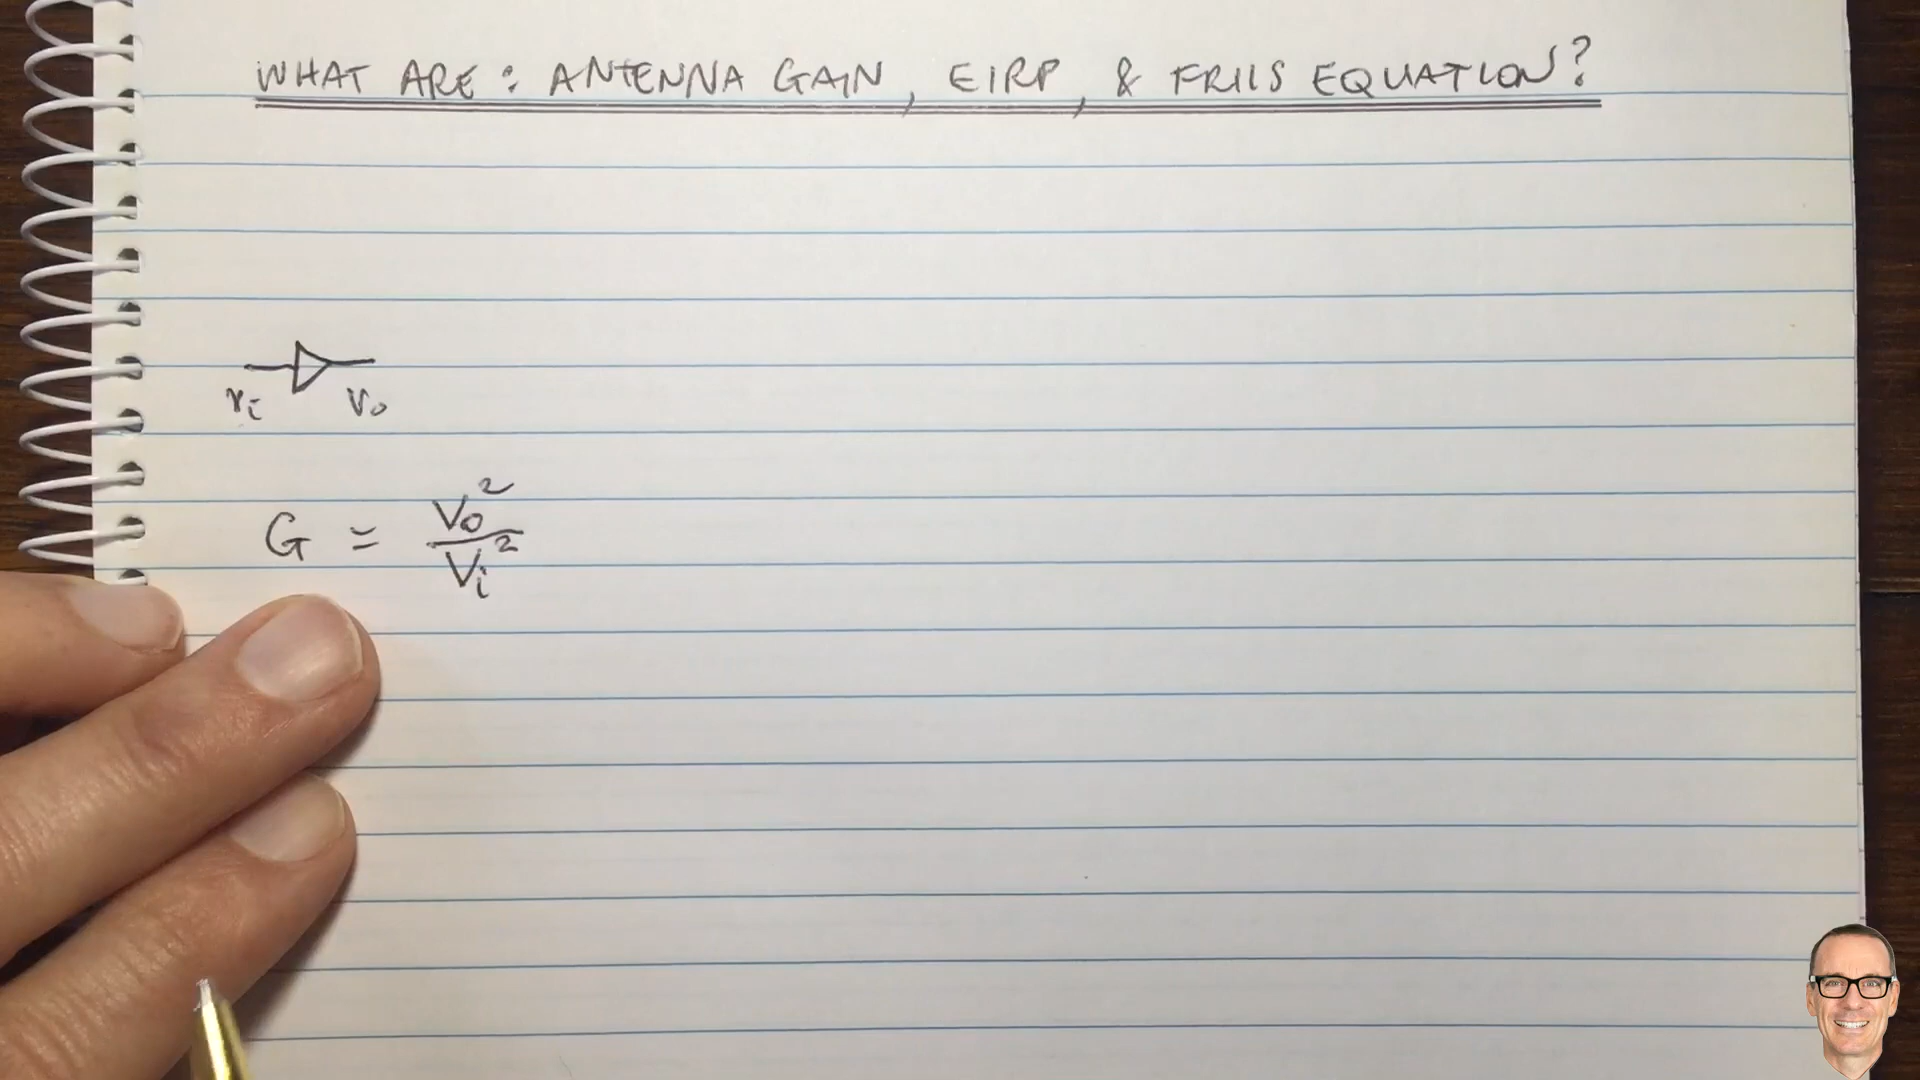 WHAT ARE: ANTENNA GAIN, EIRP, & FRIIS EQUATION?
Vi Vo
G = Vo²/Vi²